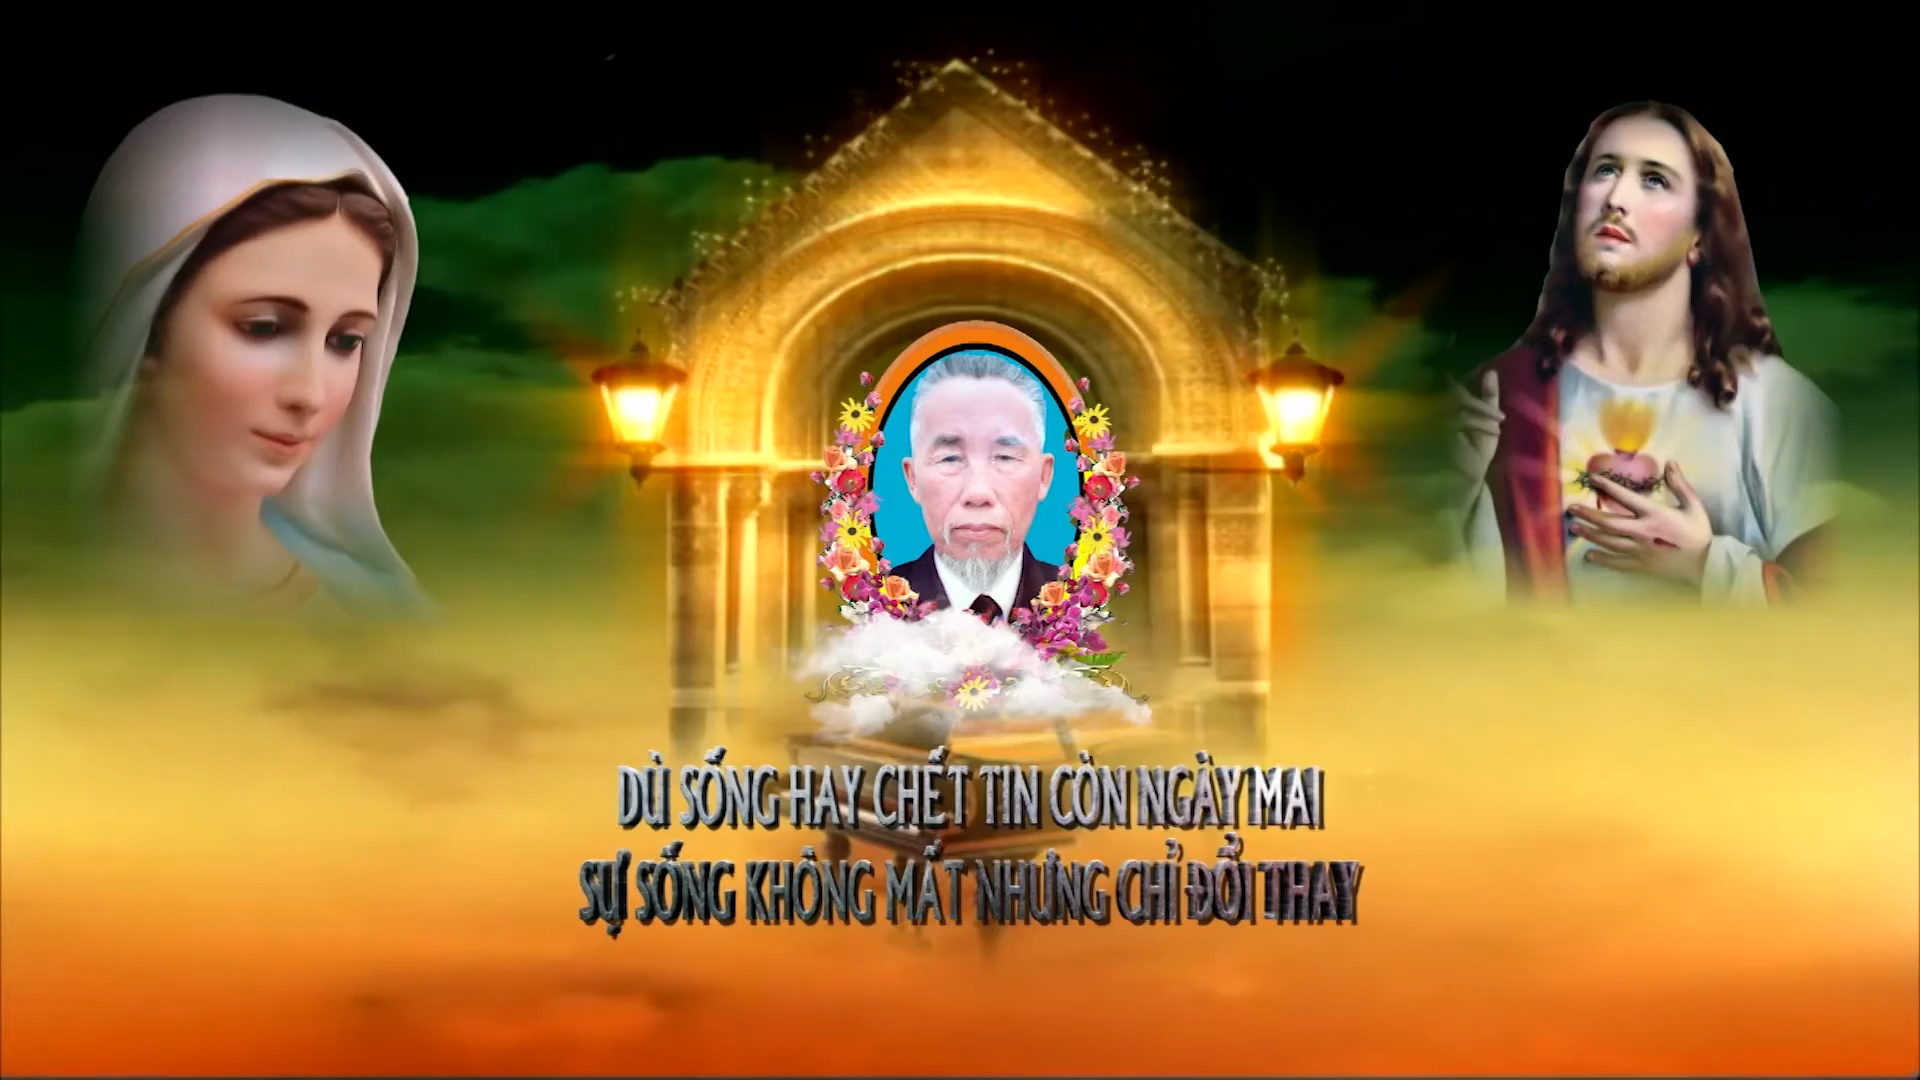 DÙ SỐNG HAY CHẾT TIN CÒN NGÀY MAI
SỰ SỐNG KHÔNG MẤT NHƯNG CHỈ ĐỔI THAY